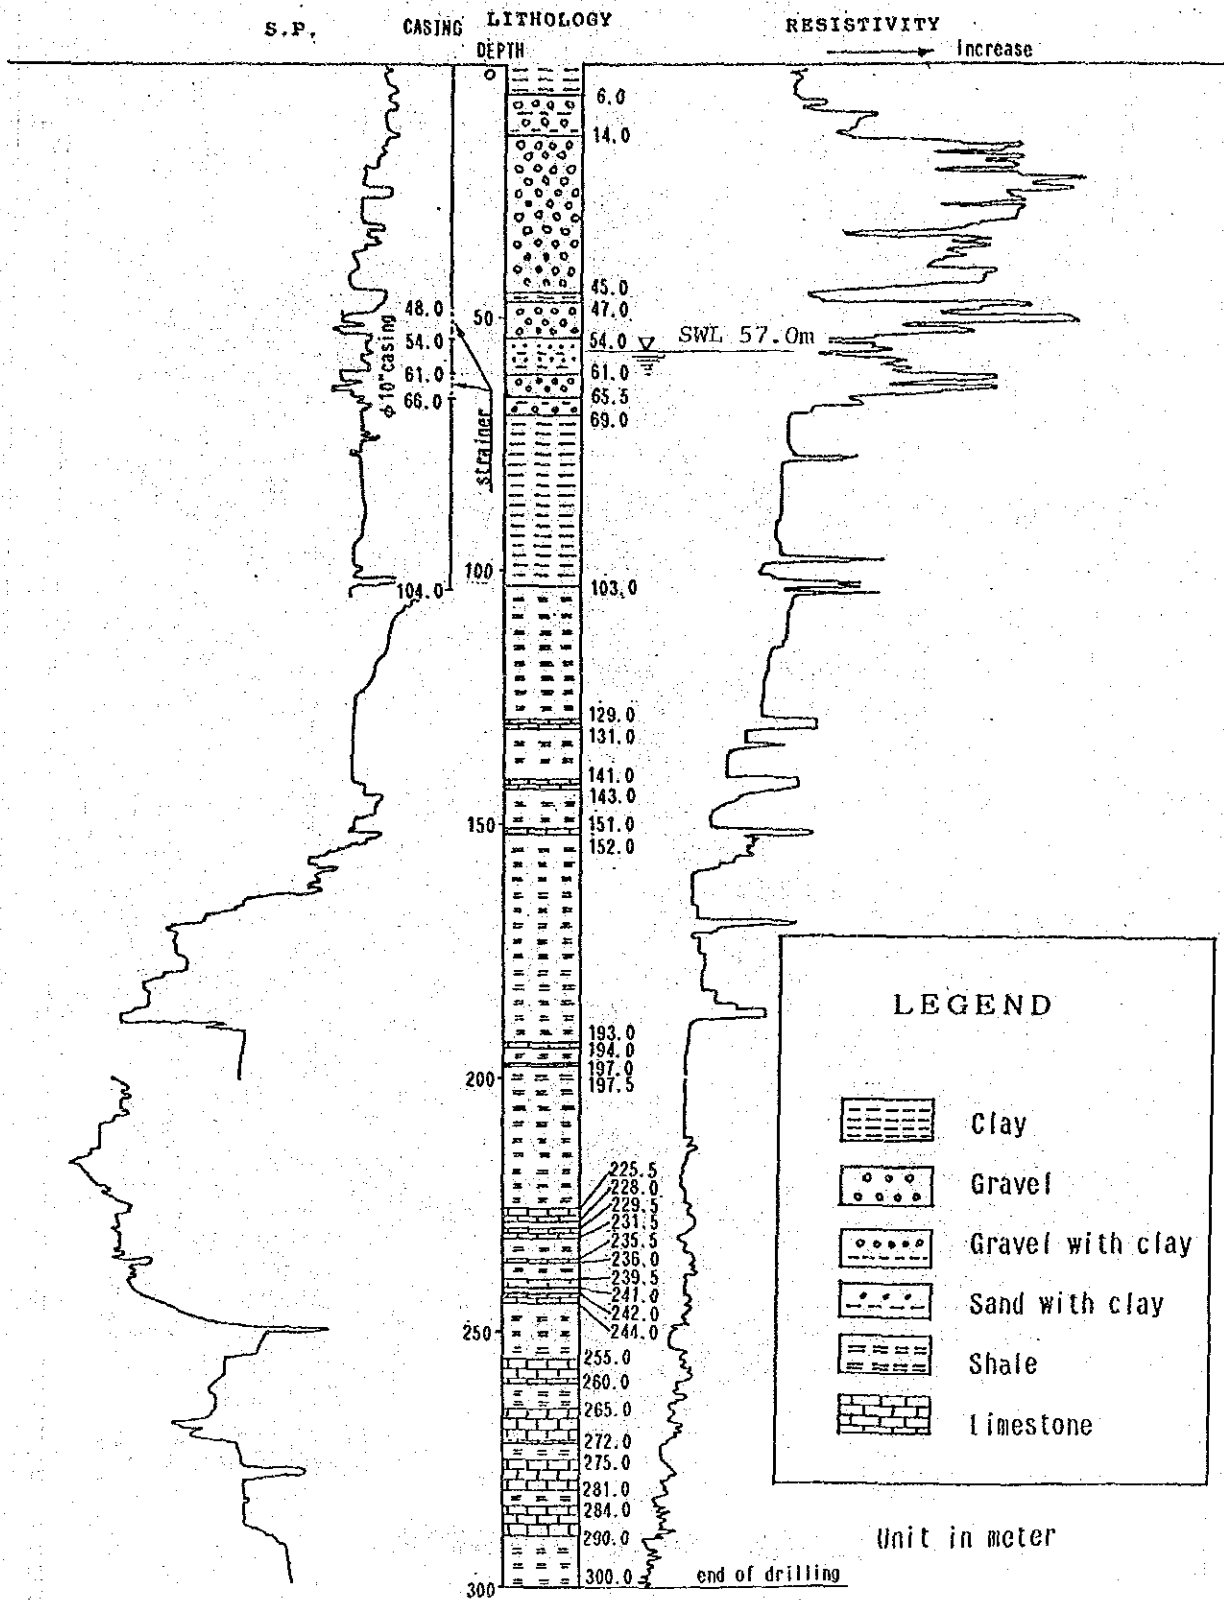 S.P.
CASING
LITHOLOGY
RESISTIVITY
DEPTH
increase
0
6.0
14.0
45.0
48.0
47.0
50
SWL 57.0m
54.0
54.0
φ10"casing
61.0
61.0
66.0
65.5
69.0
strainer
100
104.0
103.0
129.0
131.0
141.0
143.0
150
151.0
152.0
193.0
194.0
197.0
200
197.5
225.5
228.0
229.5
231.5
235.5
236.0
239.5
241.0
242.0
244.0
250
255.0
260.0
265.0
272.0
275.0
281.0
284.0
290.0
300
300.0
end of drilling
LEGEND
Clay
Gravel
Gravel with clay
Sand with clay
Shale
Limestone
Unit in meter